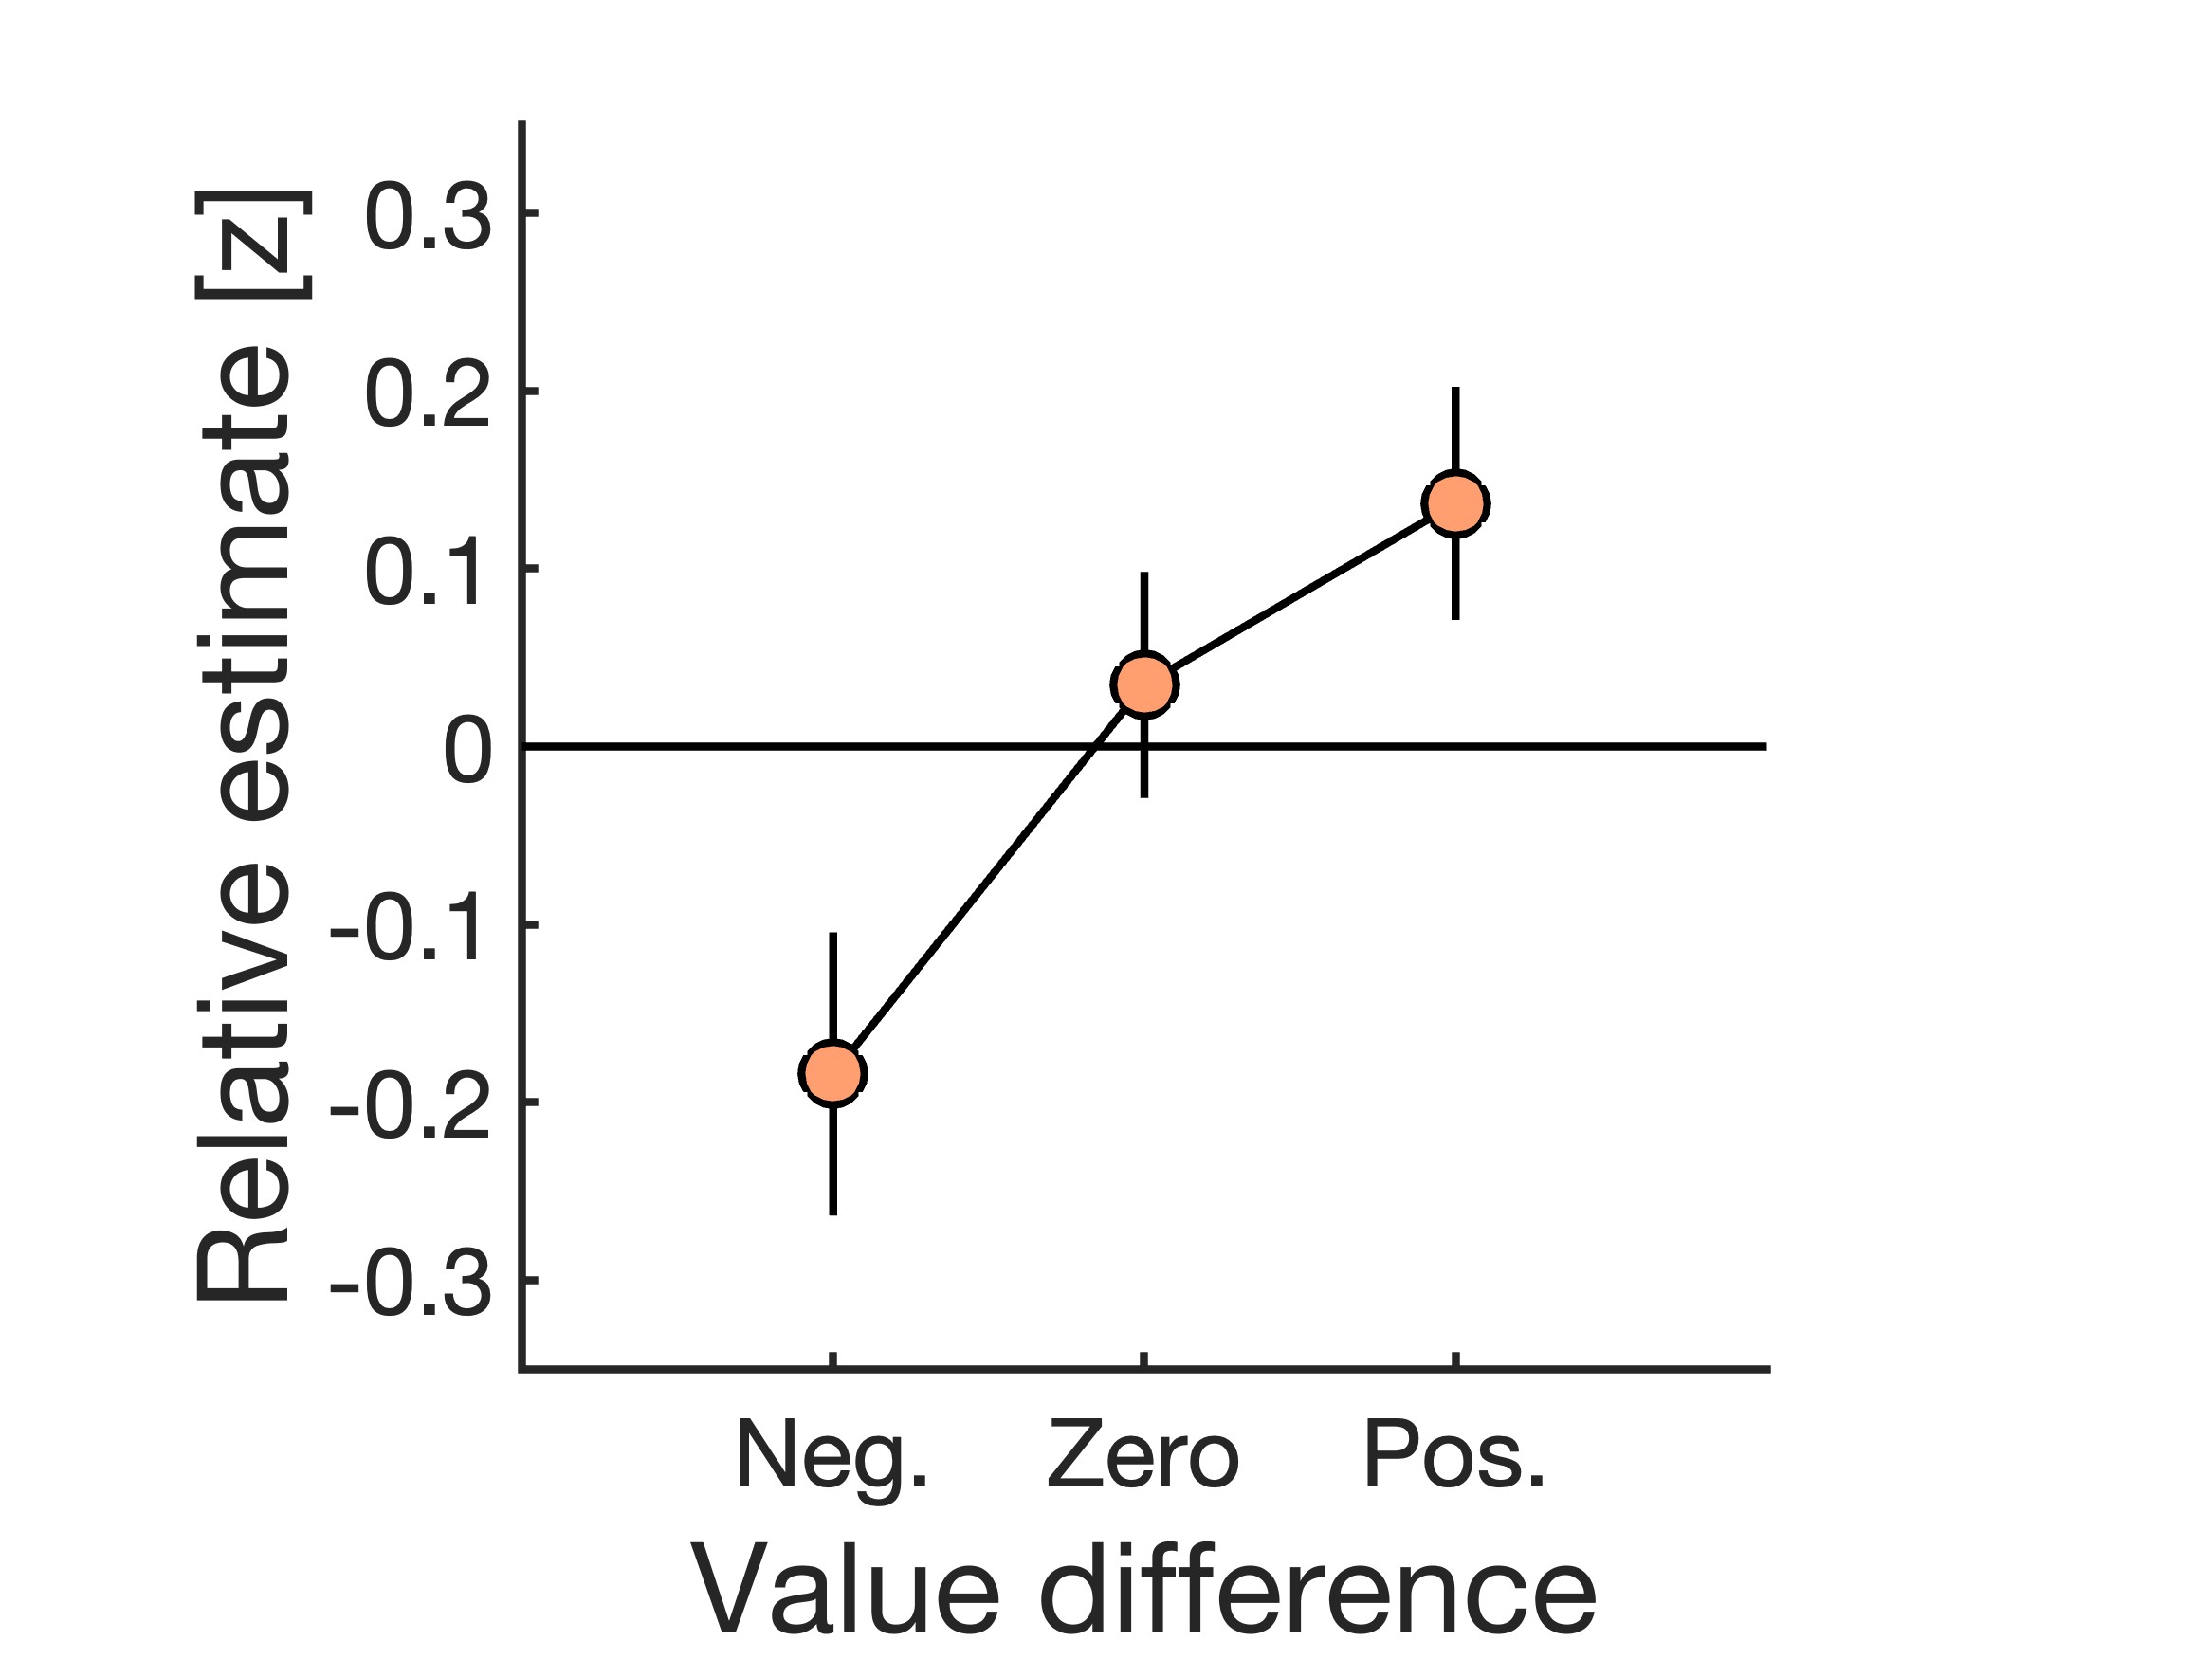 Relative estimate [z]
0.3
0.2
0.1
0
-0.1
-0.2
-0.3
Neg. Zero Pos.
Value difference